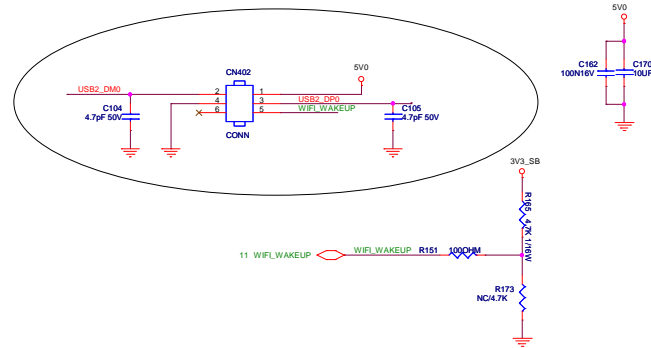 5V0
C162
100N16V
C170
10UF
CN402
5V0
USB2_DM0
2
1
4
3
USB2_DP0
6
5
WIFI_WAKEUP
C104
4.7pF 50V
C105
4.7pF 50V
CONN
3V3_SB
R165
4.7K 1/16W
11 WIFI_WAKEUP
WIFI_WAKEUP
R151
100OHM
R173
NC/4.7K